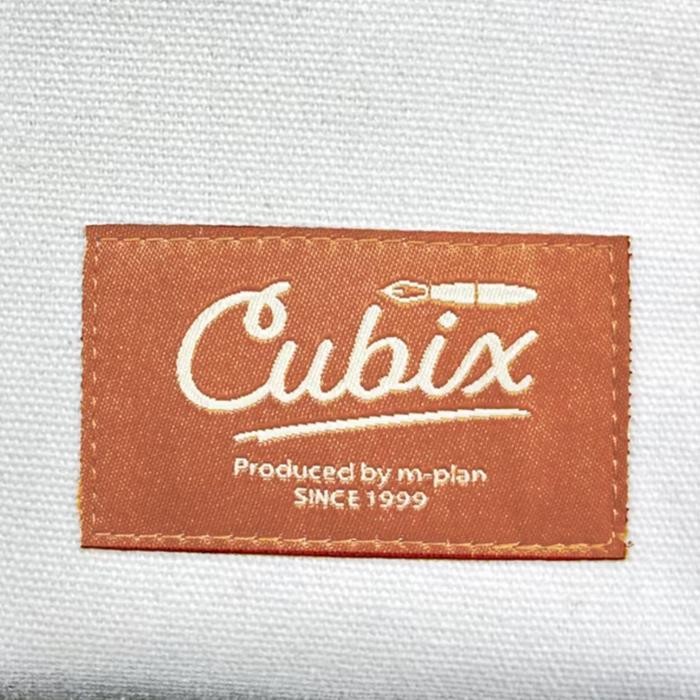 Cubix
Produced by m-plan
SINCE 1999